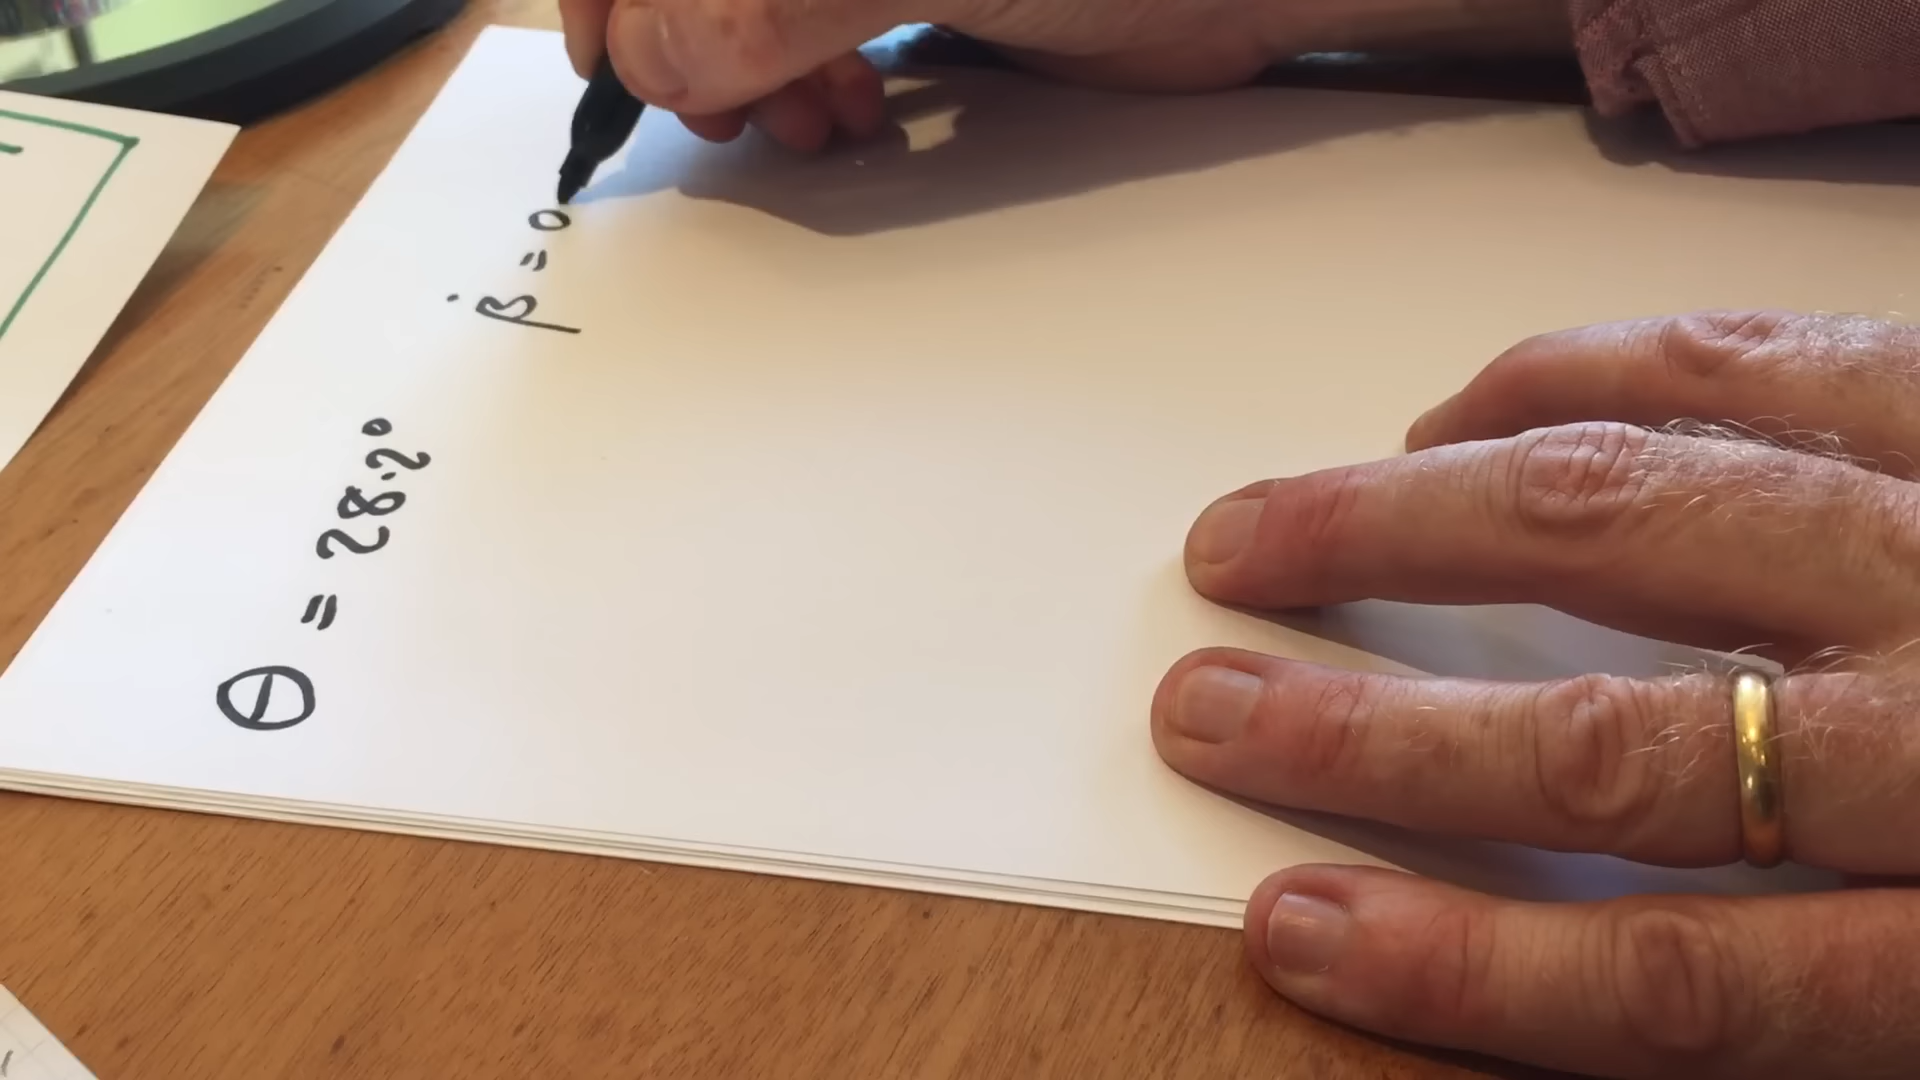 θ = 28.2°
β̇ = 0